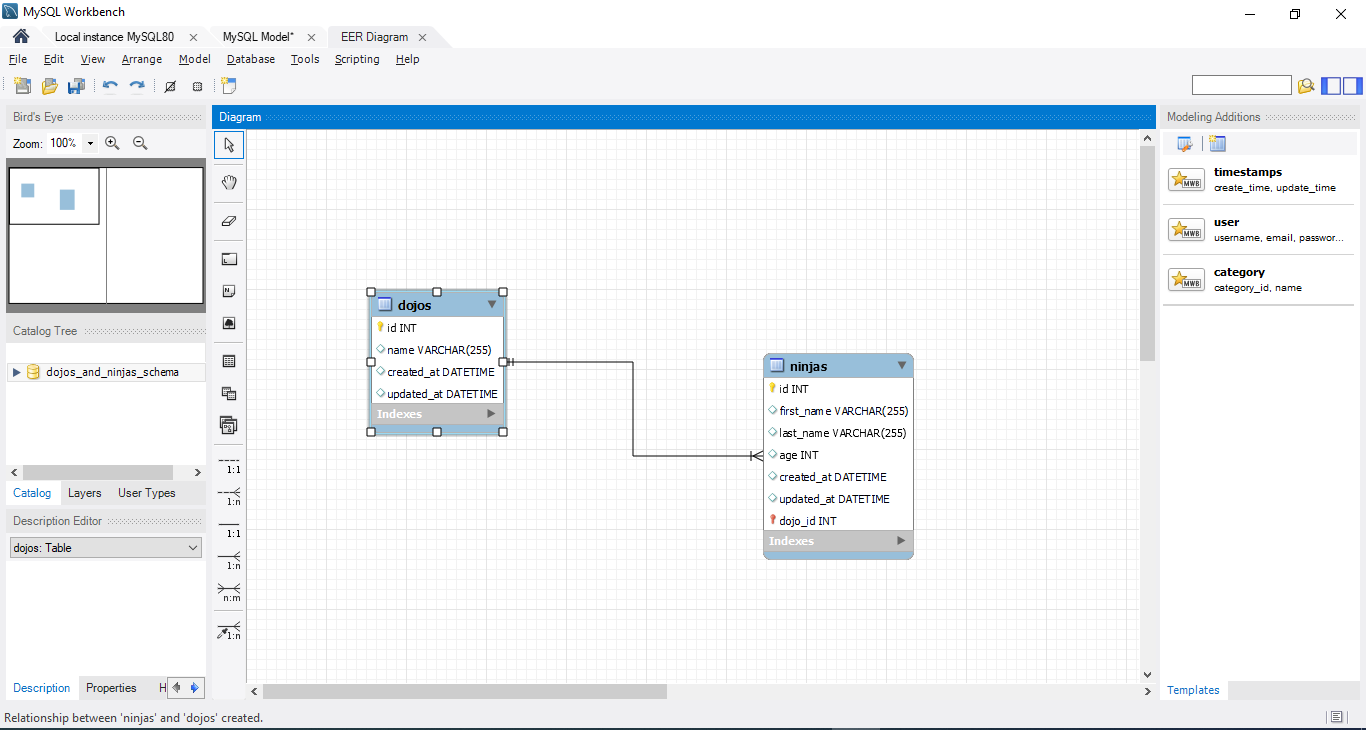 MySQL Workbench
Local instance MySQL80
MySQL Model*
EER Diagram
File Edit View Arrange Model Database Tools Scripting Help
Bird's Eye
Zoom: 100%
Catalog Tree
dojos_and_ninjas_schema
Catalog Layers User Types
Description Editor
dojos: Table
Description Properties H
Diagram
1:1
1:n
1:1
1:n
n:m
1:n
dojos
id INT
name VARCHAR(255)
created_at DATETIME
updated_at DATETIME
Indexes
ninjas
id INT
first_name VARCHAR(255)
last_name VARCHAR(255)
age INT
created_at DATETIME
updated_at DATETIME
dojo_id INT
Indexes
Modeling Additions
MWB
timestamps
create_time, update_time
MWB
user
username, email, passwor...
MWB
category
category_id, name
Templates
Relationship between 'ninjas' and 'dojos' created.